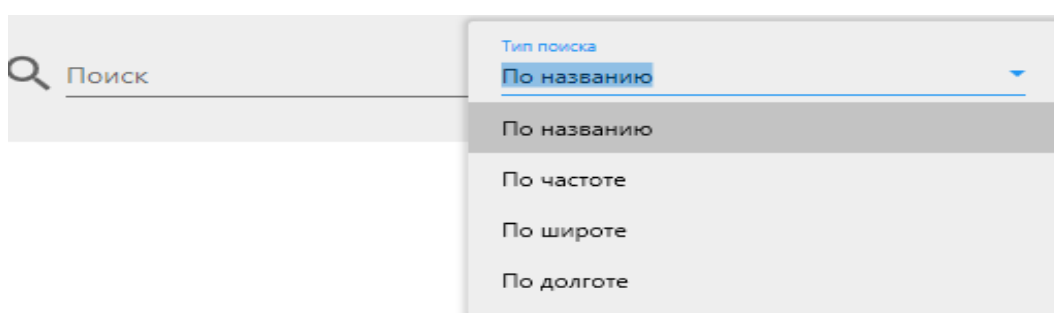 Тип поиска
Поиск
По названию
По названию
По частоте
По широте
По долготе